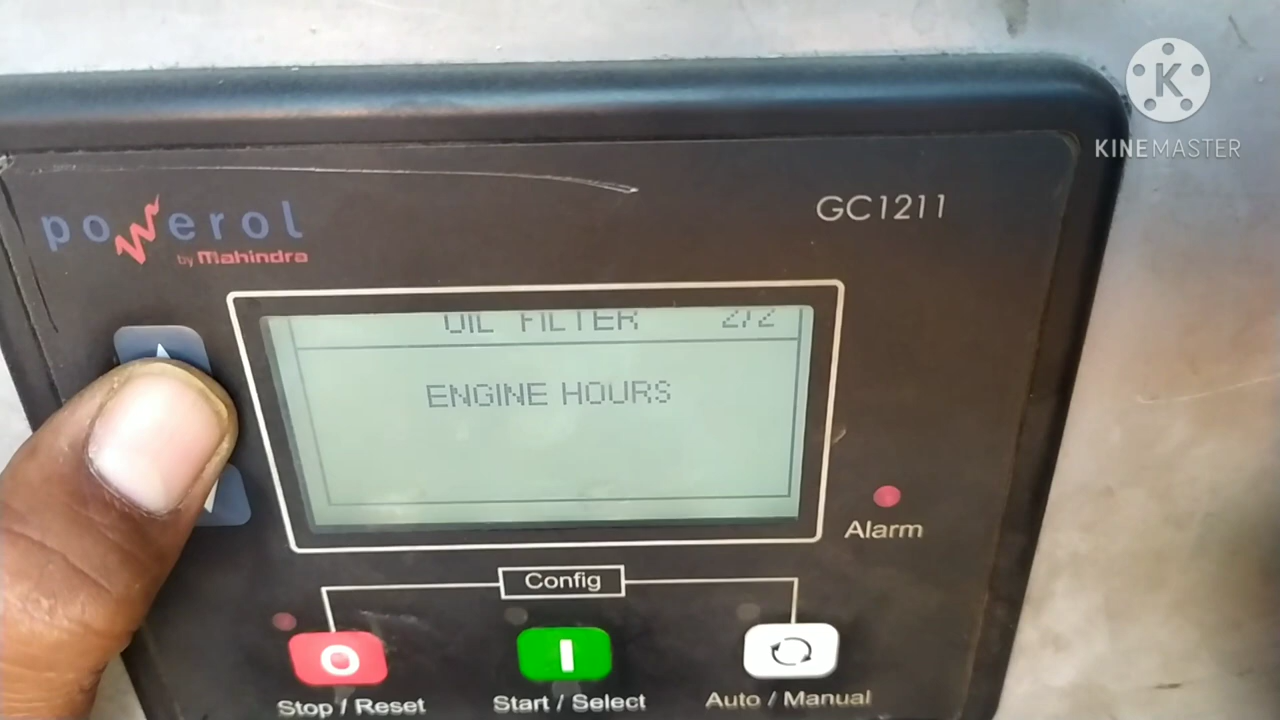 K
KINEMASTER
powerol
by Mahindra
GC1211
OIL FILTER 2/2
ENGINE HOURS
Alarm
Config
Stop / Reset
Start / Select
Auto / Manual